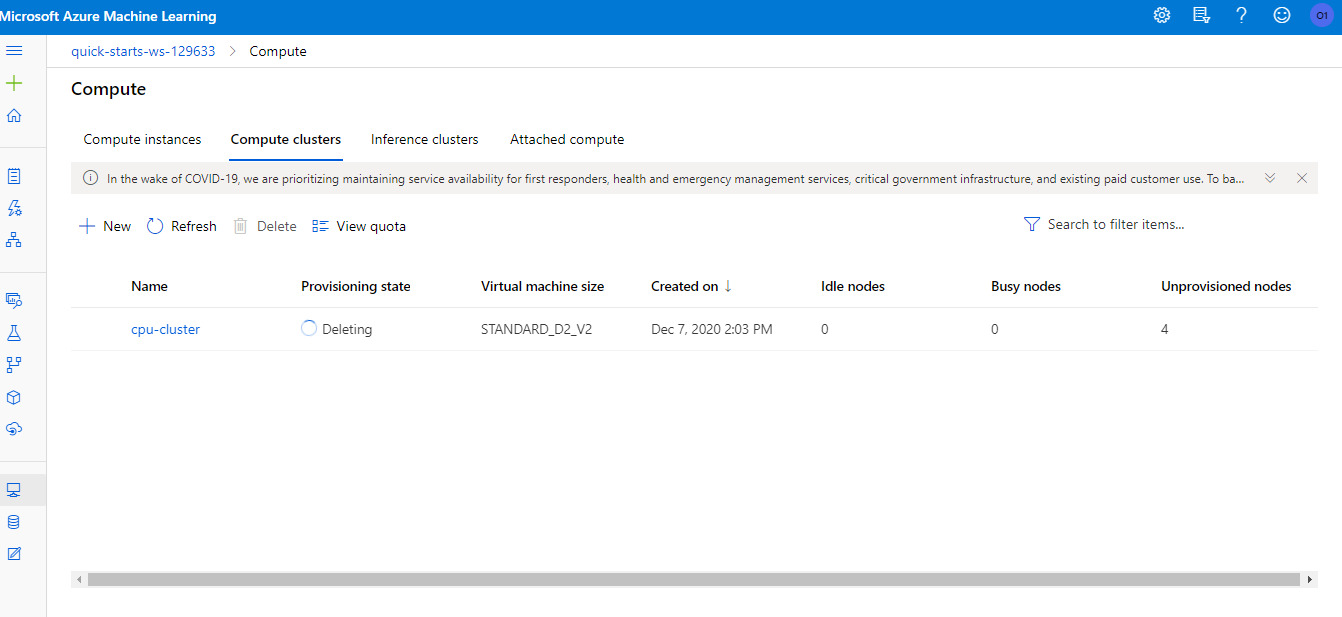 Microsoft Azure Machine Learning
O1
quick-starts-ws-129633 > Compute
Compute
Compute instances Compute clusters Inference clusters Attached compute
In the wake of COVID-19, we are prioritizing maintaining service availability for first responders, health and emergency management services, critical government infrastructure, and existing paid customer use. To ba...
New Refresh Delete View quota Search to filter items...
Name Provisioning state Virtual machine size Created on ↓ Idle nodes Busy nodes Unprovisioned nodes
cpu-cluster Deleting STANDARD_D2_V2 Dec 7, 2020 2:03 PM 0 0 4